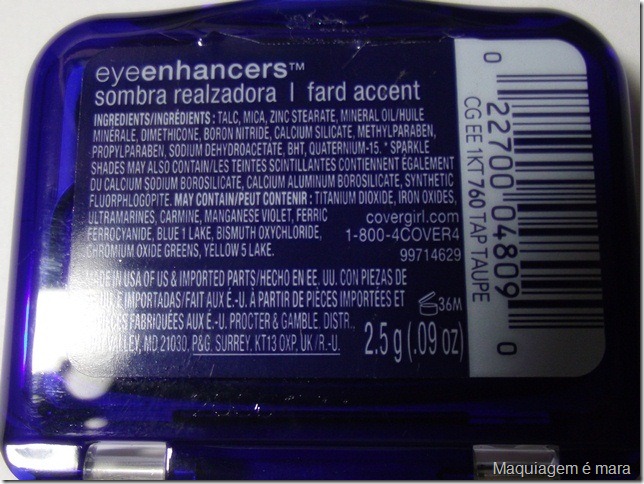 eyeenhancers™
sombra realzadora | fard accent
INGREDIENTS/INGRÉDIENTS: TALC, MICA, ZINC STEARATE, MINERAL OIL/HUILE
MINÉRALE, DIMETHICONE, BORON NITRIDE, CALCIUM SILICATE, METHYLPARABEN,
PROPYLPARABEN, SODIUM DEHYDROACETATE, BHT, QUATERNIUM-15. * SPARKLE
SHADES MAY ALSO CONTAIN/LES TEINTES SCINTILLANTES CONTIENNENT ÉGALEMENT
DU CALCIUM SODIUM BOROSILICATE, CALCIUM ALUMINUM BOROSILICATE, SYNTHETIC
FLUORPHLOGOPITE. MAY CONTAIN/PEUT CONTENIR : TITANIUM DIOXIDE, IRON OXIDES,
ULTRAMARINES, CARMINE, MANGANESE VIOLET, FERRIC
FERROCYANIDE, BLUE 1 LAKE, BISMUTH OXYCHLORIDE,
CHROMIUM OXIDE GREENS, YELLOW 5 LAKE.
covergirl.com
1-800-4COVER4
99714629
MADE IN USA OF US & IMPORTED PARTS/HECHO EN EE. UU. CON PIEZAS DE
E IMPORTADAS/FAIT AUX É.-U. À PARTIR DE PIÈCES IMPORTÉES ET
FABRIQUÉES AUX É.-U. PROCTER & GAMBLE. DISTR.,
VALLEY, MD 21030. P&G, SURREY, KT13 0XP, UK /R.-U.
36M
2.5 g (.09 oz)
CG EE 1KT 760 TAP TAUPE
0 22700 04809 0
Maquiagem é mara